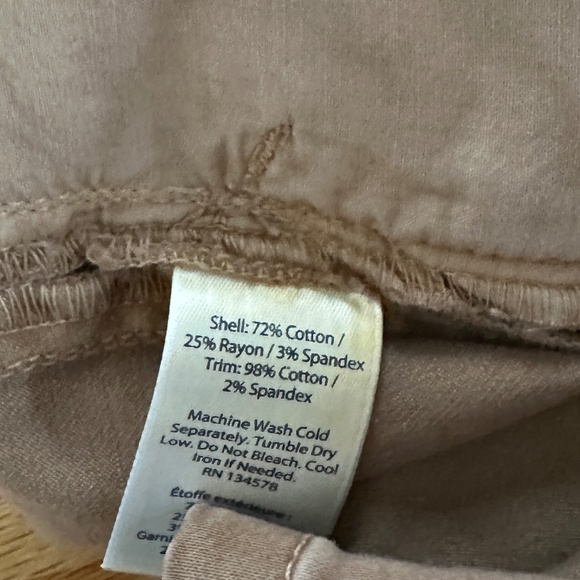 Shell: 72% Cotton /
25% Rayon / 3% Spandex
Trim: 98% Cotton /
2% Spandex
Machine Wash Cold
Separately. Tumble Dry
Low. Do Not Bleach. Cool
Iron If Needed.
RN 134578
Étoffe extérieure :